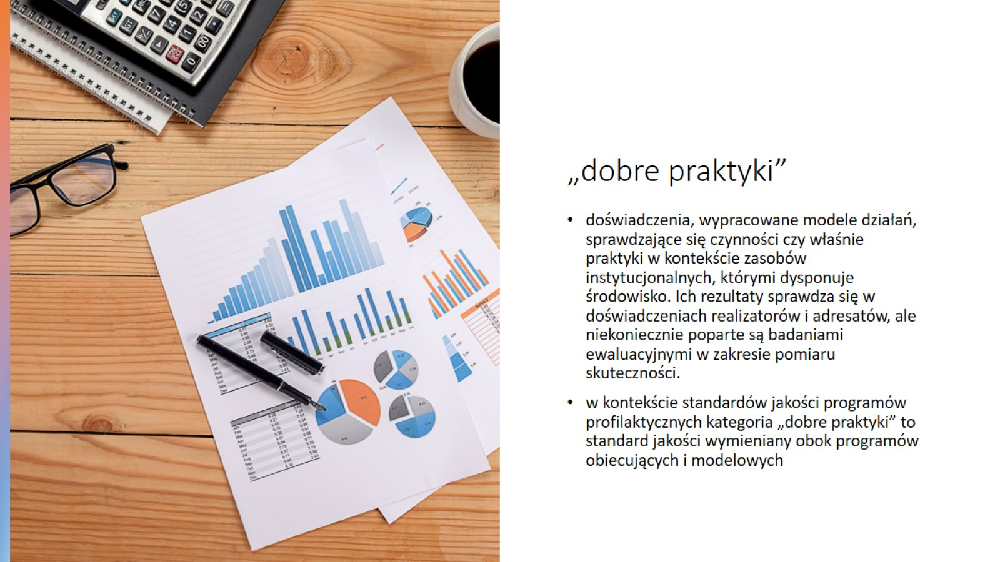 „dobre praktyki”
• doświadczenia, wypracowane modele działań,
sprawdzające się czynności czy właśnie
praktyki w kontekście zasobów
instytucjonalnych, którymi dysponuje
środowisko. Ich rezultaty sprawdza się w
doświadczeniach realizatorów i adresatów, ale
niekoniecznie poparte są badaniami
ewaluacyjnymi w zakresie pomiaru
skuteczności.
• w kontekście standardów jakości programów
profilaktycznych kategoria „dobre praktyki” to
standard jakości wymieniany obok programów
obiecujących i modelowych